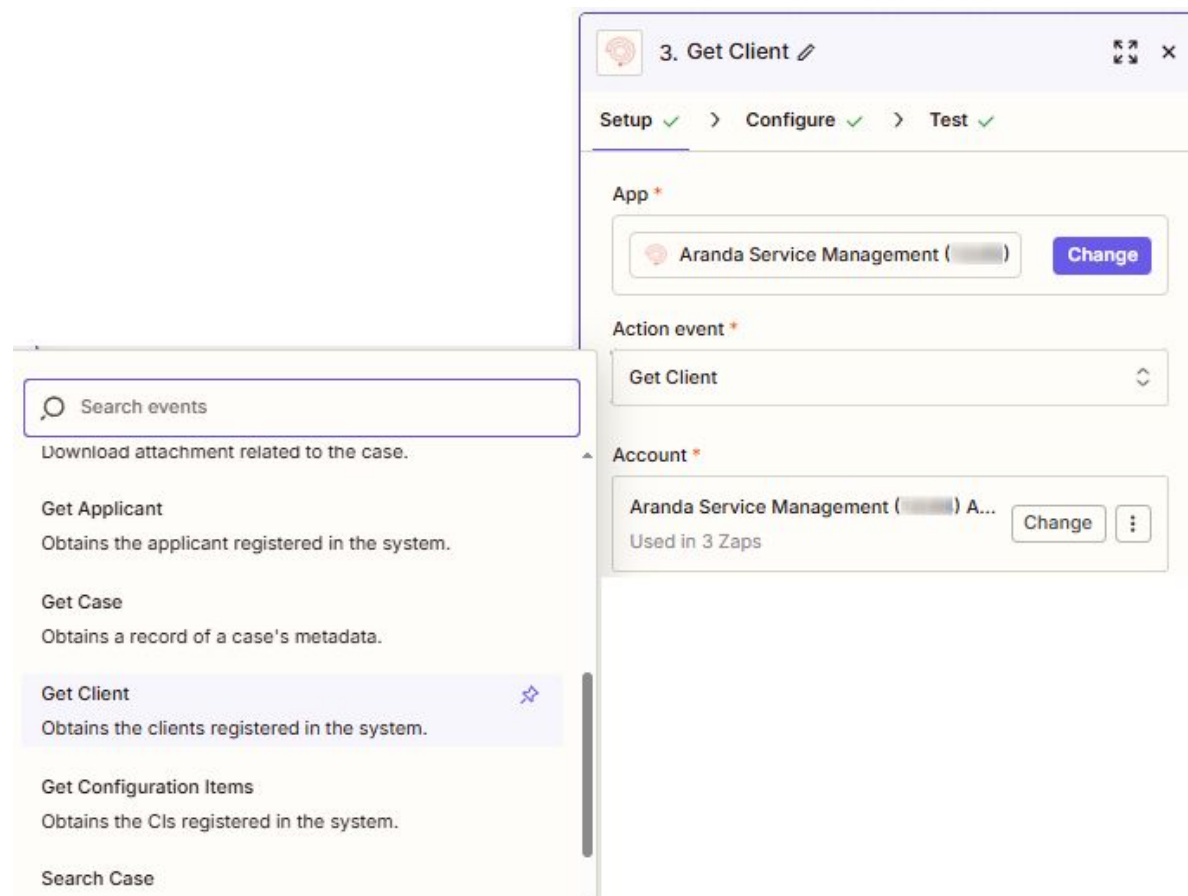 3. Get Client
Setup
Configure
Test
App *
Aranda Service Management ( )
Change
Action event *
Get Client
Account *
Aranda Service Management ( ) A...
Used in 3 Zaps
Change
Search events
Download attachment related to the case.
Get Applicant
Obtains the applicant registered in the system.
Get Case
Obtains a record of a case's metadata.
Get Client
Obtains the clients registered in the system.
Get Configuration Items
Obtains the CIs registered in the system.
Search Case